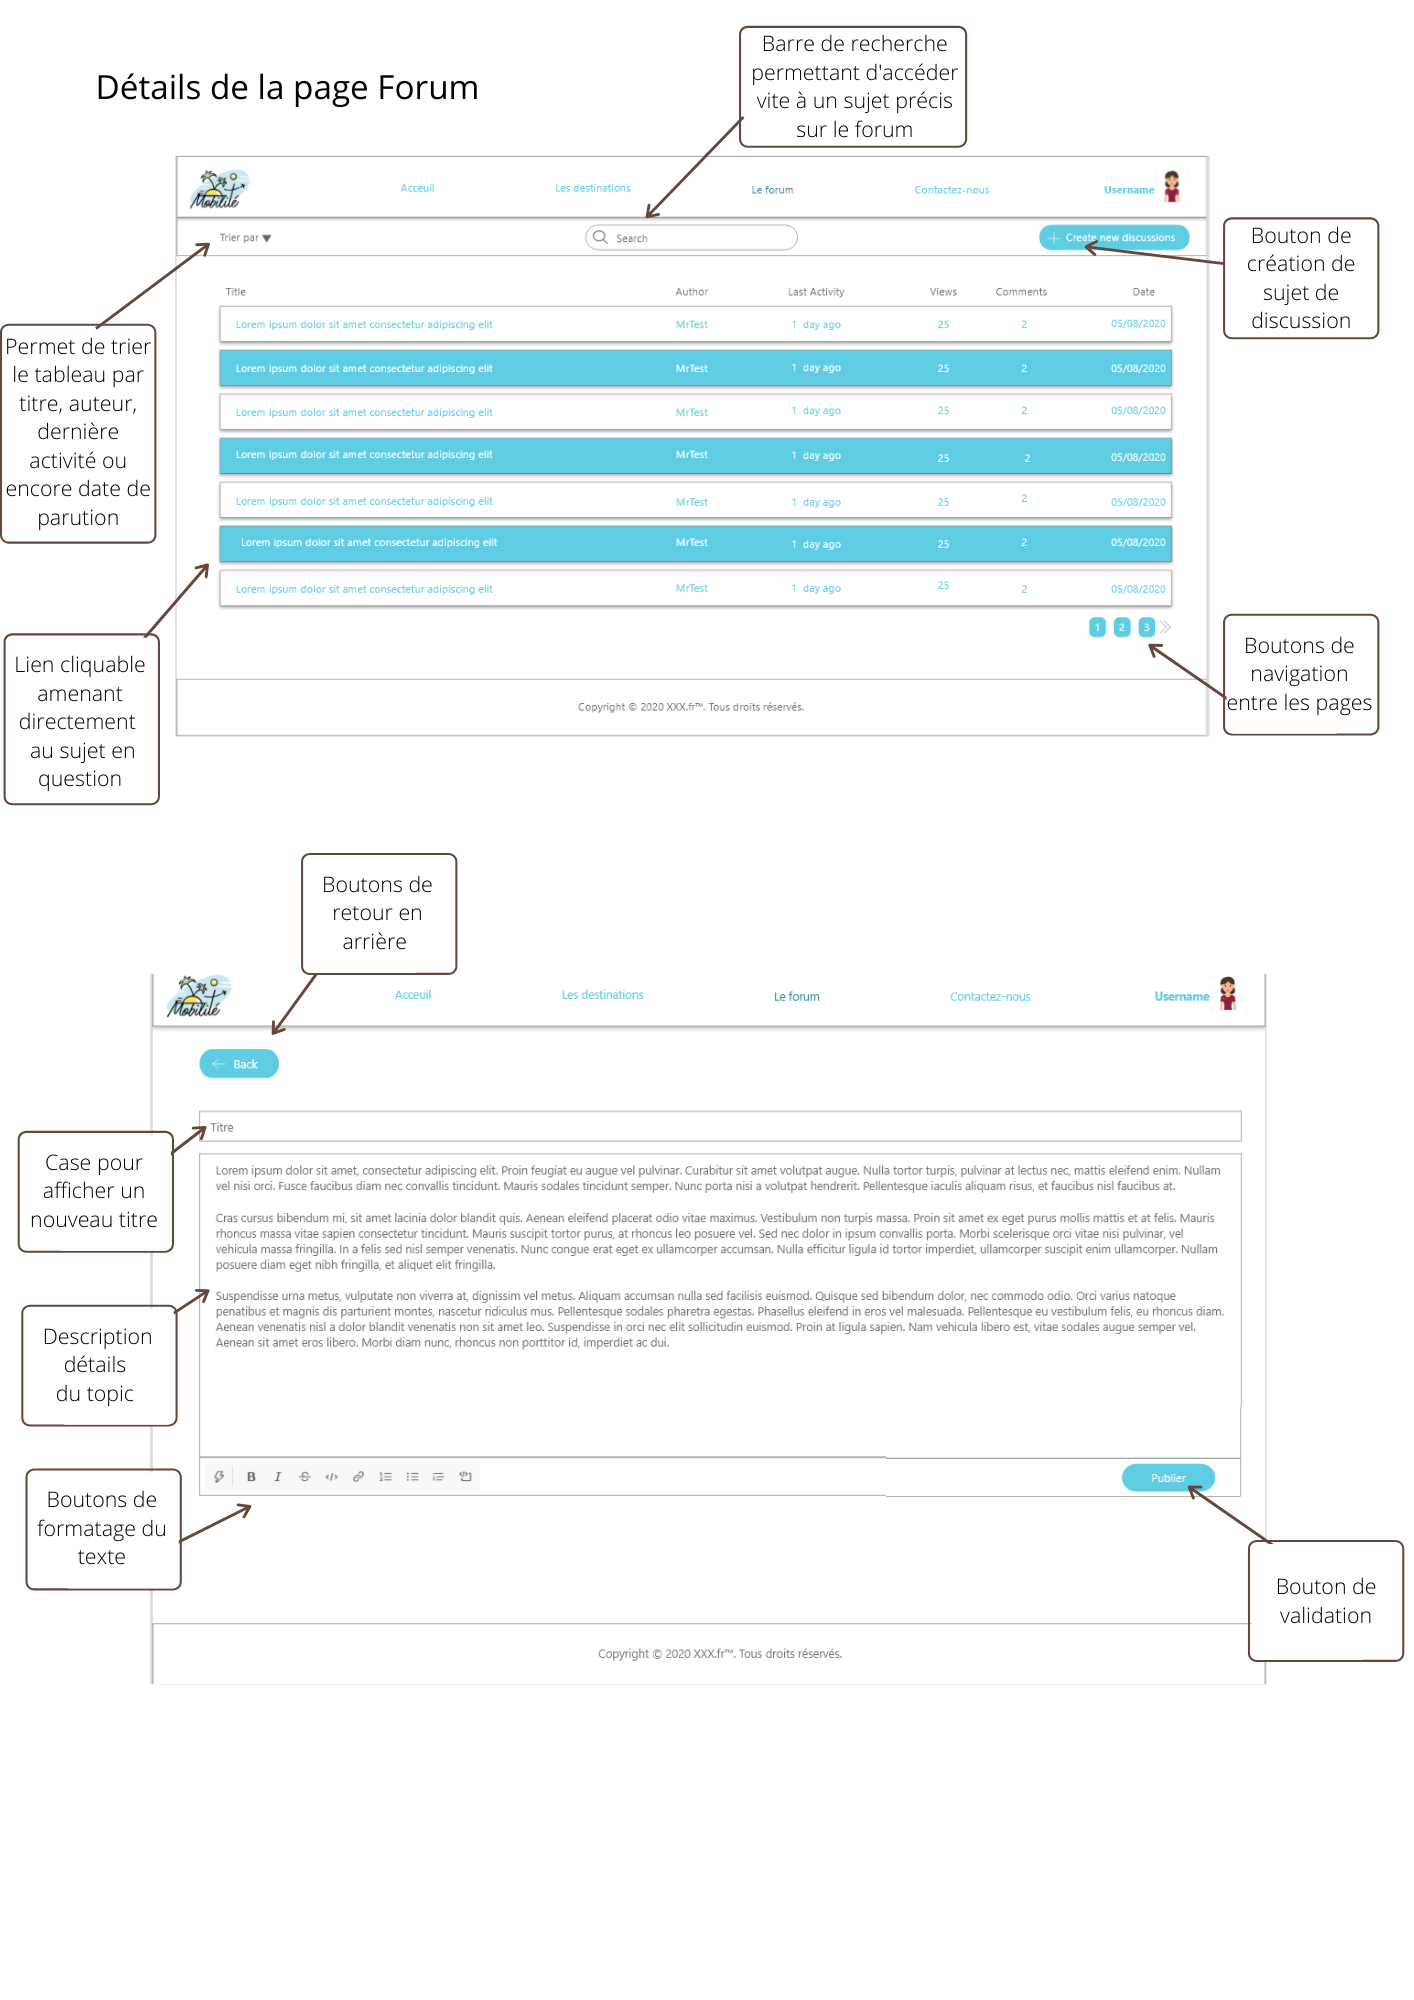 Détails de la page Forum
Barre de recherche
permettant d'accéder
vite à un sujet précis
sur le forum
Mobilité
Acceuil
Les destinations
Le forum
Contactez-nous
Username
Trier par
Search
Create new discussions
Bouton de
création de
sujet de
discussion
Permet de trier
le tableau par
titre, auteur,
dernière
activité ou
encore date de
parution
Title Author Last Activity Views Comments Date
Lorem ipsum dolor sit amet consectetur adipiscing elit MrTest 1 day ago 25 2 05/08/2020
Lorem ipsum dolor sit amet consectetur adipiscing elit MrTest 1 day ago 25 2 05/08/2020
Lorem ipsum dolor sit amet consectetur adipiscing elit MrTest 1 day ago 25 2 05/08/2020
Lorem ipsum dolor sit amet consectetur adipiscing elit MrTest 1 day ago 25 2 05/08/2020
Lorem ipsum dolor sit amet consectetur adipiscing elit MrTest 1 day ago 25 2 05/08/2020
Lorem ipsum dolor sit amet consectetur adipiscing elit MrTest 1 day ago 25 2 05/08/2020
Lorem ipsum dolor sit amet consectetur adipiscing elit MrTest 1 day ago 25 2 05/08/2020
1 2 3
Lien cliquable
amenant
directement
au sujet en
question
Boutons de
navigation
entre les pages
Copyright © 2020 XXX.fr™. Tous droits réservés.
Boutons de
retour en
arrière
Mobilité
Acceuil
Les destinations
Le forum
Contactez-nous
Username
Back
Titre
Case pour
afficher un
nouveau titre
Lorem ipsum dolor sit amet, consectetur adipiscing elit. Proin feugiat eu augue vel pulvinar. Curabitur sit amet volutpat augue. Nulla tortor turpis, pulvinar at lectus nec, mattis eleifend enim. Nullam
vel nisi orci. Fusce faucibus diam nec convallis tincidunt. Mauris sodales tincidunt semper. Nunc porta nisi a volutpat hendrerit. Pellentesque iaculis aliquam risus, et faucibus nisl faucibus at.
Cras cursus bibendum mi, sit amet lacinia dolor blandit quis. Aenean eleifend placerat odio vitae maximus. Vestibulum non turpis massa. Proin sit amet ex eget purus mollis mattis et at felis. Mauris
rhoncus massa vitae sapien consectetur tincidunt. Mauris suscipit tortor purus, at rhoncus leo posuere vel. Sed nec dolor in ipsum convallis porta. Morbi scelerisque orci vitae nisi pulvinar, vel
vehicula massa fringilla. In a felis sed nisl semper venenatis. Nunc congue erat eget ex ullamcorper accumsan. Nulla efficitur ligula id tortor imperdiet, ullamcorper suscipit enim ullamcorper. Nullam
posuere diam eget nibh fringilla, et aliquet elit fringilla.
Suspendisse urna metus, vulputate non viverra at, dignissim vel metus. Aliquam accumsan nulla sed facilisis euismod. Quisque sed bibendum dolor, nec commodo odio. Orci varius natoque
penatibus et magnis dis parturient montes, nascetur ridiculus mus. Pellentesque sodales pharetra egestas. Phasellus eleifend in eros vel malesuada. Pellentesque eu vestibulum felis, eu rhoncus diam.
Aenean venenatis nisl a dolor blandit venenatis non sit amet leo. Suspendisse in orci nec elit sollicitudin euismod. Proin at ligula sapien. Nam vehicula libero est, vitae sodales augue semper vel.
Aenean sit amet eros libero. Morbi diam nunc, rhoncus non porttitor id, imperdiet ac dui.
Description
détails
du topic
B I S </>
Publier
Boutons de
formatage du
texte
Bouton de
validation
Copyright © 2020 XXX.fr™. Tous droits réservés.